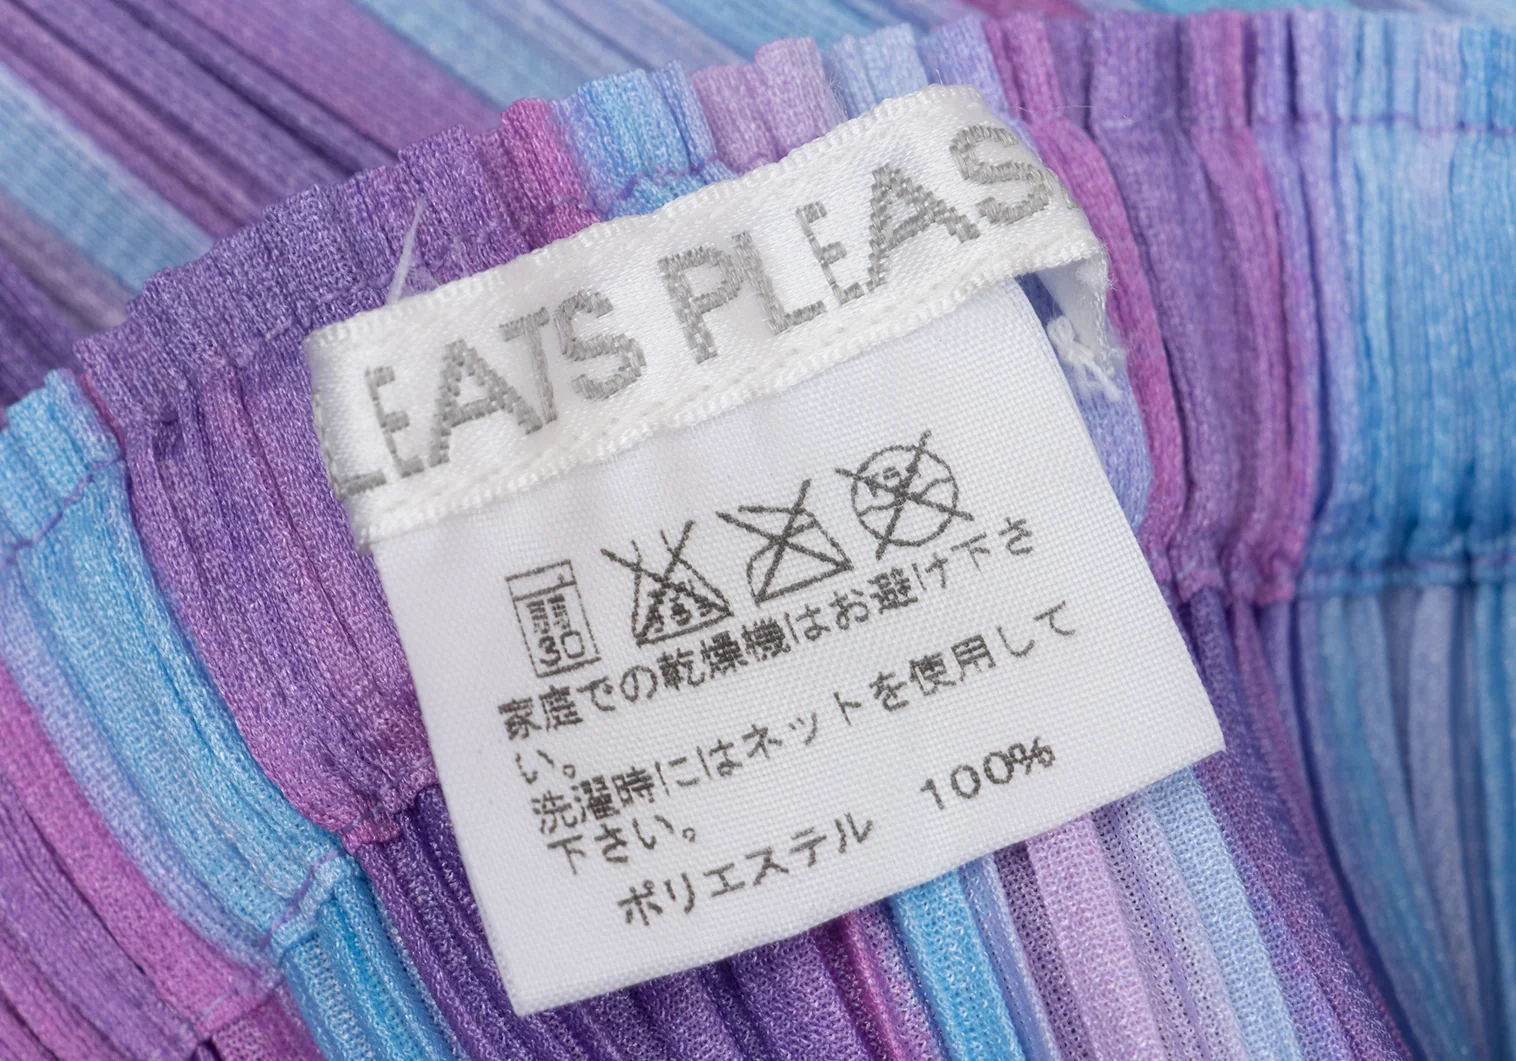 LEATS PLEAS
30
家庭での乾燥機はお避け下さ
い。
洗濯時にはネットを使用して
下さい。
ポリエステル 100%